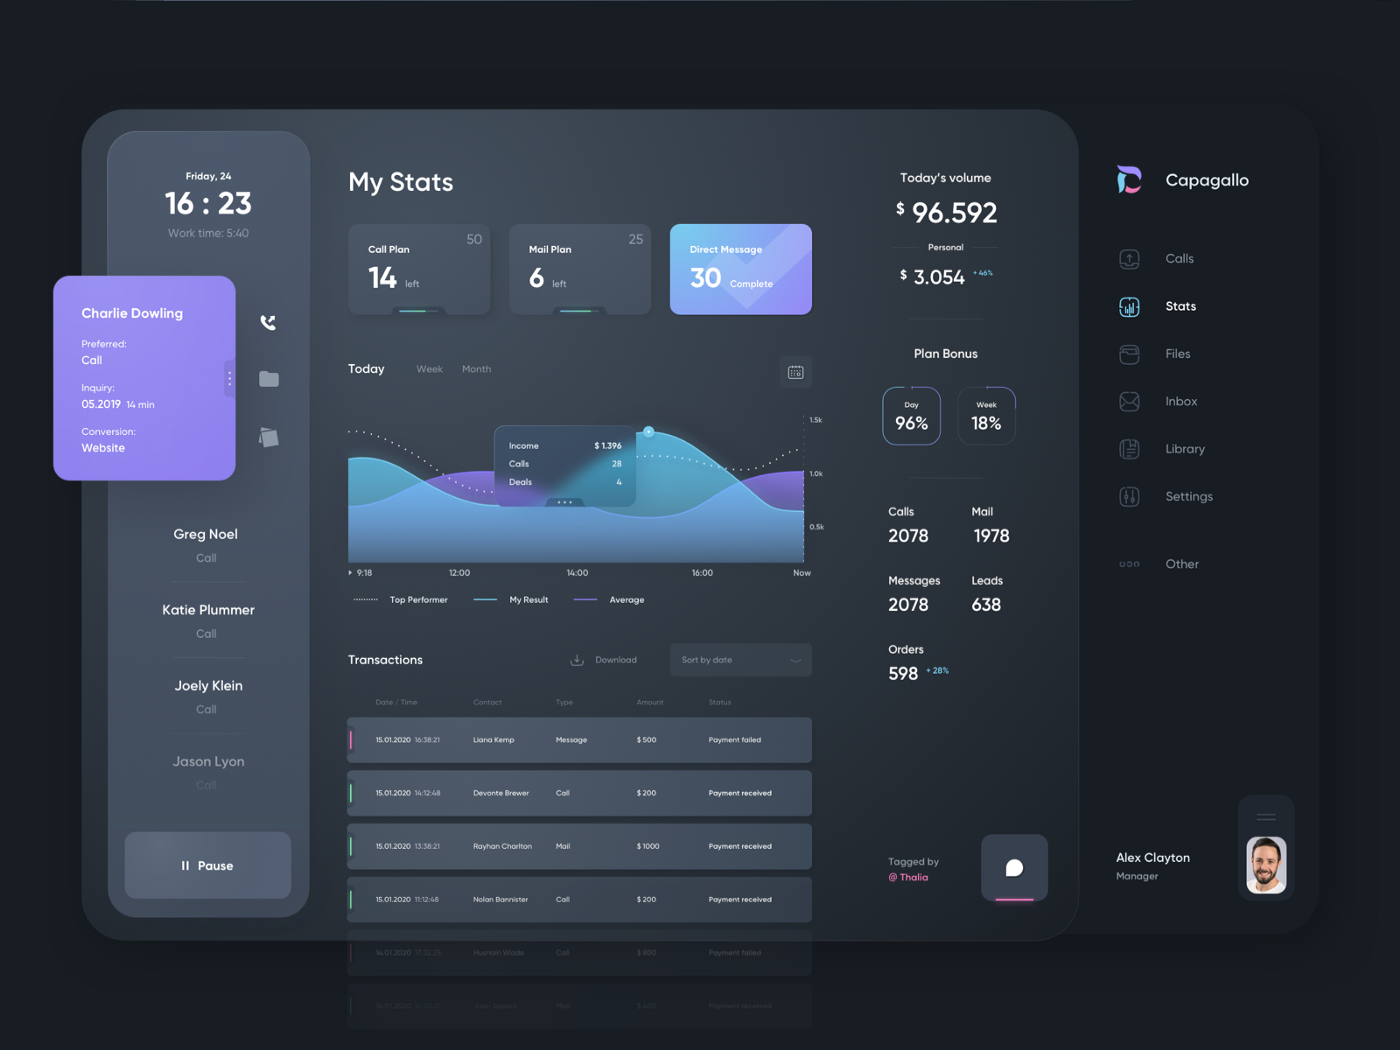 Friday, 24
16 : 23
Work time: 5:40
Charlie Dowling
Preferred:
Call
Inquiry:
05.2019 14 min
Conversion:
Website
Greg Noel
Call
Katie Plummer
Call
Joely Klein
Call
Jason Lyon
Call
Pause
My Stats
Call Plan 50
14 left
Mail Plan 25
6 left
Direct Message
30 Complete
Today Week Month
Income $ 1.396
Calls 28
Deals 4
1.5k
1.0k
0.5k
9:18 12:00 14:00 16:00 Now
Top Performer My Result Average
Transactions Download Sort by date
Date / Time Contact Type Amount Status
15.01.2020 16:38:21 Liana Kemp Message $ 500 Payment failed
15.01.2020 14:12:48 Devonte Brewer Call $ 200 Payment received
15.01.2020 13:38:21 Rayhan Charlton Mail $ 1000 Payment received
15.01.2020 11:12:48 Nolan Bannister Call $ 200 Payment received
14.01.2020 Wade Call $ 800 Payment failed
Payment received
Today's volume
$ 96.592
Personal
$ 3.054 + 46%
Plan Bonus
Day
96%
Week
18%
Calls Mail
2078 1978
Messages Leads
2078 638
Orders
598 + 28%
Tagged by
@ Thalia
Capagallo
Calls
Stats
Files
Inbox
Library
Settings
Other
Alex Clayton
Manager